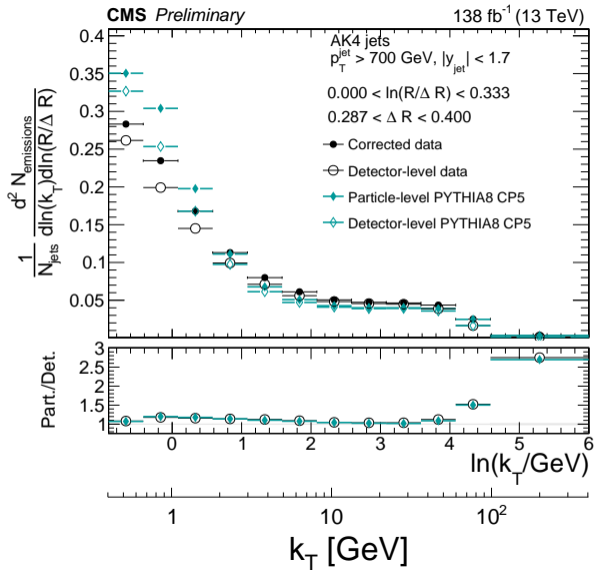 CMS Preliminary 138 fb⁻¹ (13 TeV)
1/N_jets d² N_emissions/dln(k_T)dln(R/Δ R)
0.4
0.35
0.3
0.25
0.2
0.15
0.1
0.05
AK4 jets
p_T^jet > 700 GeV, |y_jet| < 1.7
0.000 < ln(R/Δ R) < 0.333
0.287 < Δ R < 0.400
Corrected data
Detector-level data
Particle-level PYTHIA8 CP5
Detector-level PYTHIA8 CP5
Part./Det.
3
2.5
2
1.5
1
0 1 2 3 4 5 6
ln(k_T/GeV)
1 10 10²
k_T [GeV]